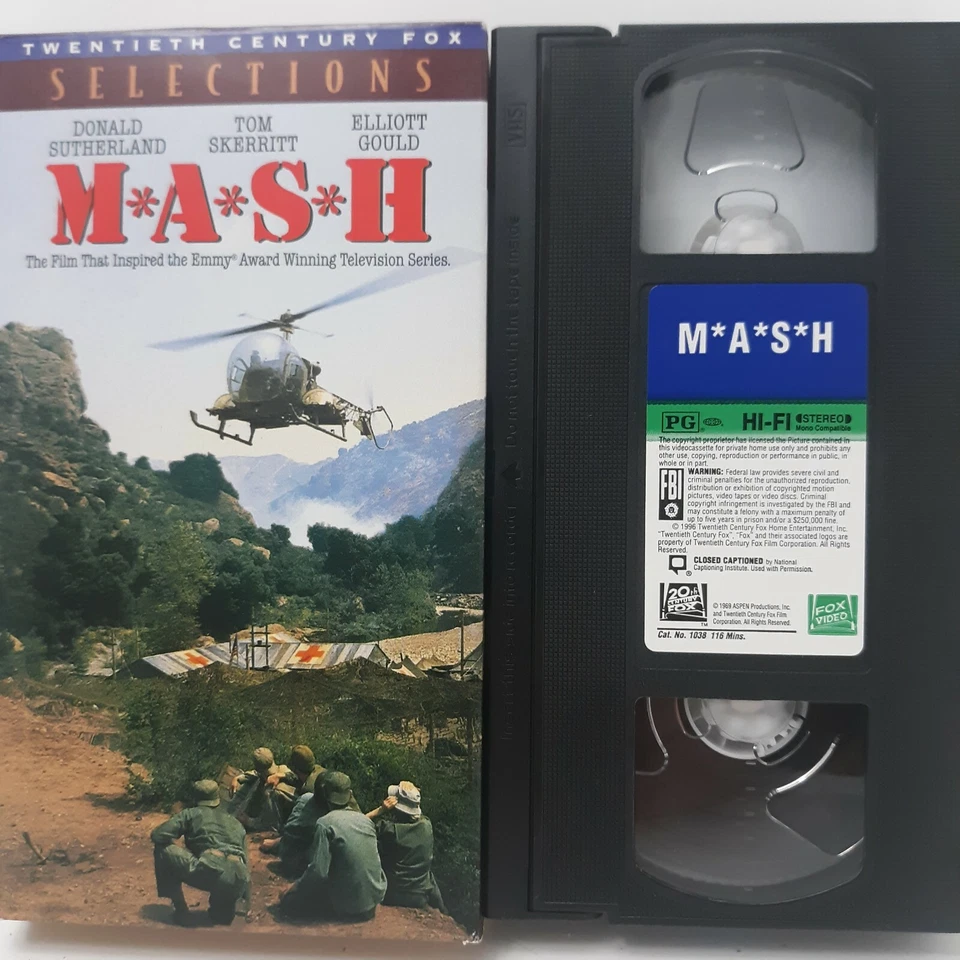 TWENTIETH CENTURY FOX
SELECTIONS
DONALD SUTHERLAND
TOM SKERRITT
ELLIOTT GOULD
M*A*S*H
The Film That Inspired the Emmy® Award Winning Television Series.
VHS
M*A*S*H
PG
HI-FI STEREO
Mono Compatible
The copyright proprietor has licensed the Picture contained in
this videocassette for private home use only and prohibits any
other use, copying, reproduction or performance in public, in
whole or in part.
FBI
WARNING: Federal law provides severe civil and
criminal penalties for the unauthorized reproduction,
distribution or exhibition of copyrighted motion
pictures, video tapes or video discs. Criminal
copyright infringement is investigated by the FBI and
may constitute a felony with a maximum penalty of
up to five years in prison and/or a $250,000 fine.
© 1996 Twentieth Century Fox Home Entertainment, Inc.
"Twentieth Century Fox", "Fox" and their associated logos are
property of Twentieth Century Fox Film Corporation. All Rights
Reserved.
CLOSED CAPTIONED by National
Captioning Institute. Used with Permission.
20th
CENTURY
FOX
TM
© 1969 ASPEN Productions, Inc.
and Twentieth Century Fox Film
Corporation. All Rights Reserved.
FOX
VIDEO
Cat. No. 1038 116 Mins.